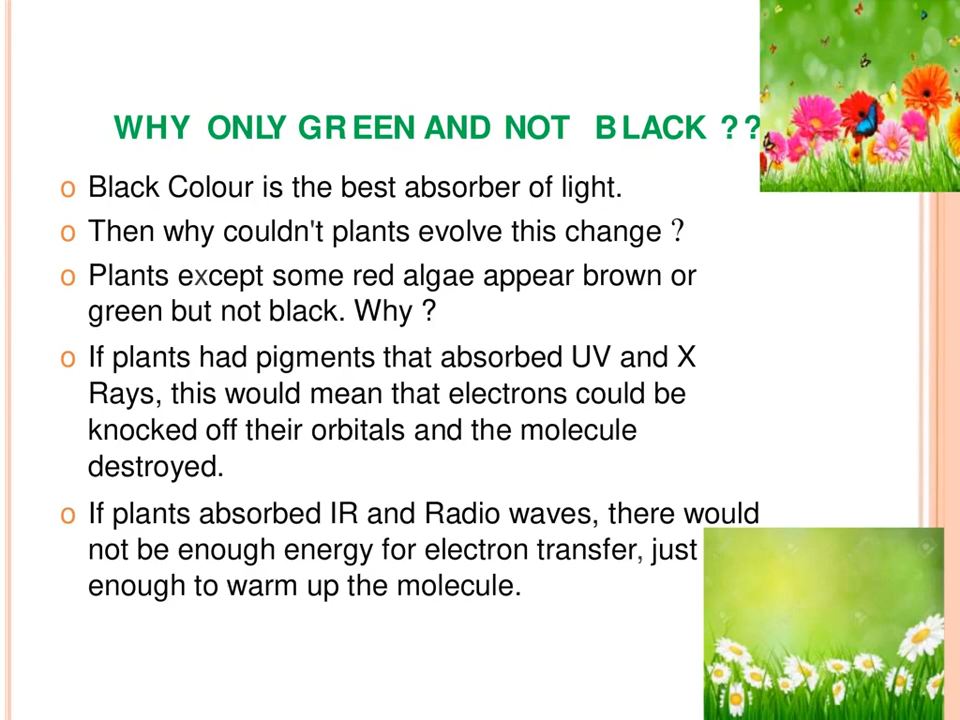 WHY ONLY GREEN AND NOT BLACK ??
o Black Colour is the best absorber of light.
o Then why couldn't plants evolve this change ?
o Plants except some red algae appear brown or
green but not black. Why ?
o If plants had pigments that absorbed UV and X
Rays, this would mean that electrons could be
knocked off their orbitals and the molecule
destroyed.
o If plants absorbed IR and Radio waves, there would
not be enough energy for electron transfer, just
enough to warm up the molecule.